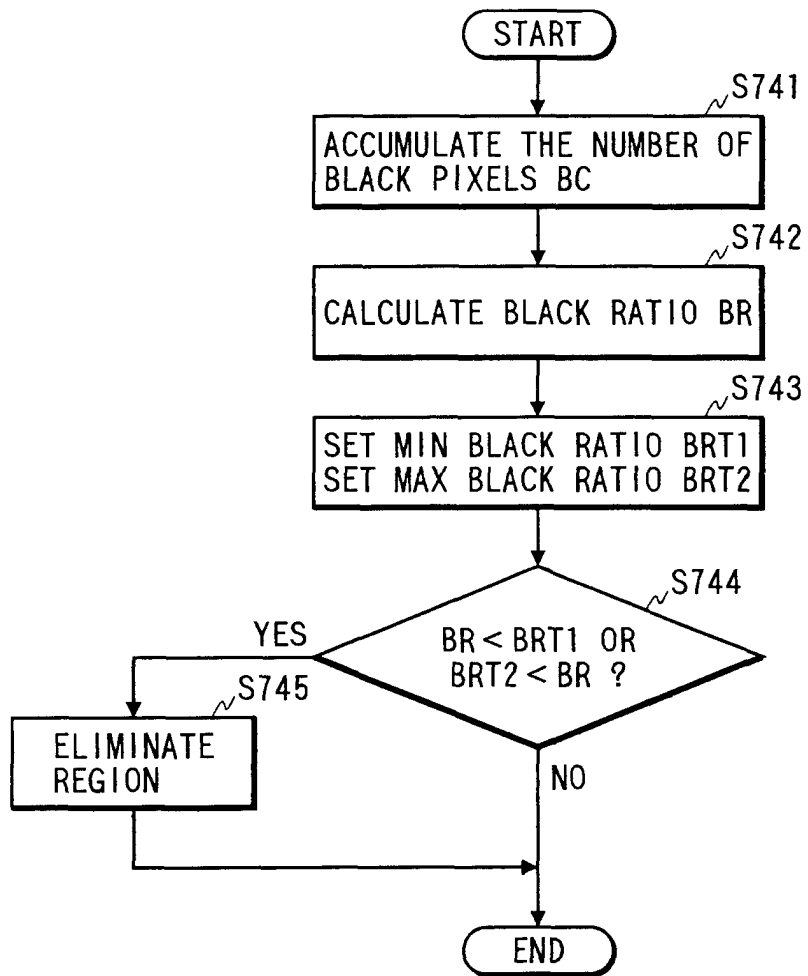 START
S741
ACCUMULATE THE NUMBER OF
BLACK PIXELS BC
S742
CALCULATE BLACK RATIO BR
S743
SET MIN BLACK RATIO BRT1
SET MAX BLACK RATIO BRT2
S744
BR < BRT1 OR
BRT2 < BR ?
YES
S745
ELIMINATE
REGION
NO
END